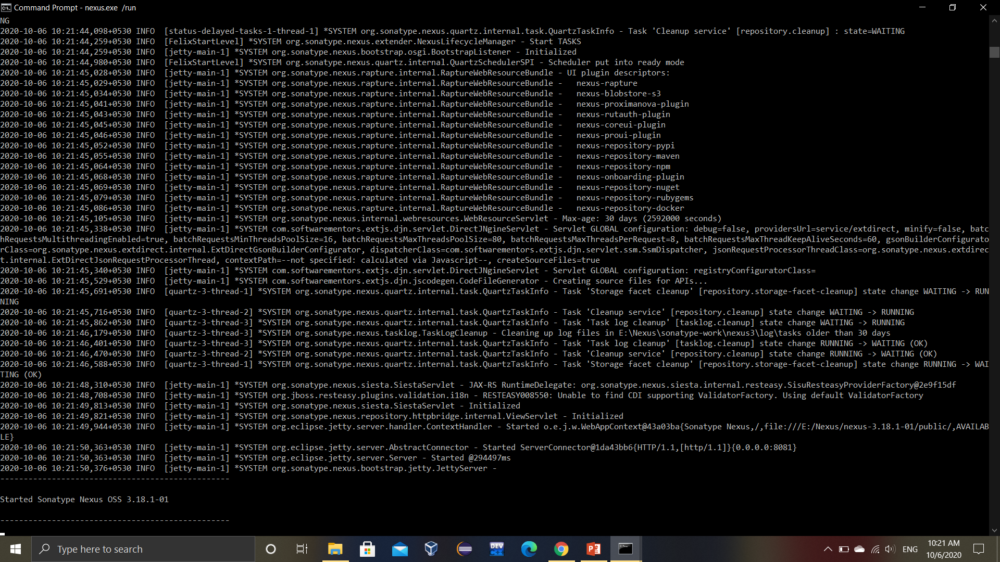 Command Prompt - nexus.exe  /run
NG
2020-10-06 10:21:44,098+0530 INFO  [status-delayed-tasks-1-thread-1] *SYSTEM org.sonatype.nexus.quartz.internal.task.QuartzTaskInfo - Task 'Cleanup service' [repository.cleanup] : state=WAITING
2020-10-06 10:21:44,259+0530 INFO  [FelixStartLevel] *SYSTEM org.sonatype.nexus.extender.NexusLifecycleManager - Start TASKS
2020-10-06 10:21:44,259+0530 INFO  [jetty-main-1] *SYSTEM org.sonatype.nexus.bootstrap.osgi.BootstrapListener - Initialized
2020-10-06 10:21:44,980+0530 INFO  [FelixStartLevel] *SYSTEM org.sonatype.nexus.quartz.internal.QuartzSchedulerSPI - Scheduler put into ready mode
2020-10-06 10:21:45,028+0530 INFO  [jetty-main-1] *SYSTEM org.sonatype.nexus.rapture.internal.RaptureWebResourceBundle - UI plugin descriptors:
2020-10-06 10:21:45,029+0530 INFO  [jetty-main-1] *SYSTEM org.sonatype.nexus.rapture.internal.RaptureWebResourceBundle -   nexus-rapture
2020-10-06 10:21:45,034+0530 INFO  [jetty-main-1] *SYSTEM org.sonatype.nexus.rapture.internal.RaptureWebResourceBundle -   nexus-blobstore-s3
2020-10-06 10:21:45,041+0530 INFO  [jetty-main-1] *SYSTEM org.sonatype.nexus.rapture.internal.RaptureWebResourceBundle -   nexus-proximanova-plugin
2020-10-06 10:21:45,043+0530 INFO  [jetty-main-1] *SYSTEM org.sonatype.nexus.rapture.internal.RaptureWebResourceBundle -   nexus-rutauth-plugin
2020-10-06 10:21:45,045+0530 INFO  [jetty-main-1] *SYSTEM org.sonatype.nexus.rapture.internal.RaptureWebResourceBundle -   nexus-coreui-plugin
2020-10-06 10:21:45,046+0530 INFO  [jetty-main-1] *SYSTEM org.sonatype.nexus.rapture.internal.RaptureWebResourceBundle -   nexus-proui-plugin
2020-10-06 10:21:45,052+0530 INFO  [jetty-main-1] *SYSTEM org.sonatype.nexus.rapture.internal.RaptureWebResourceBundle -   nexus-repository-pypi
2020-10-06 10:21:45,055+0530 INFO  [jetty-main-1] *SYSTEM org.sonatype.nexus.rapture.internal.RaptureWebResourceBundle -   nexus-repository-maven
2020-10-06 10:21:45,064+0530 INFO  [jetty-main-1] *SYSTEM org.sonatype.nexus.rapture.internal.RaptureWebResourceBundle -   nexus-repository-npm
2020-10-06 10:21:45,068+0530 INFO  [jetty-main-1] *SYSTEM org.sonatype.nexus.rapture.internal.RaptureWebResourceBundle -   nexus-onboarding-plugin
2020-10-06 10:21:45,069+0530 INFO  [jetty-main-1] *SYSTEM org.sonatype.nexus.rapture.internal.RaptureWebResourceBundle -   nexus-repository-nuget
2020-10-06 10:21:45,079+0530 INFO  [jetty-main-1] *SYSTEM org.sonatype.nexus.rapture.internal.RaptureWebResourceBundle -   nexus-repository-rubygems
2020-10-06 10:21:45,086+0530 INFO  [jetty-main-1] *SYSTEM org.sonatype.nexus.rapture.internal.RaptureWebResourceBundle -   nexus-repository-docker
2020-10-06 10:21:45,105+0530 INFO  [jetty-main-1] *SYSTEM org.sonatype.nexus.internal.webresources.WebResourceServlet - Max-age: 30 days (2592000 seconds)
2020-10-06 10:21:45,338+0530 INFO  [jetty-main-1] *SYSTEM com.softwarementors.extjs.djn.servlet.DirectJNgineServlet - Servlet GLOBAL configuration: debug=false, providersUrl=service/extdirect, minify=false, batc
hRequestsMultithreadingEnabled=true, batchRequestsMinThreadsPoolSize=16, batchRequestsMaxThreadsPoolSize=80, batchRequestsMaxThreadsPerRequest=8, batchRequestsMaxThreadKeepAliveSeconds=60, gsonBuilderConfigurato
rClass=org.sonatype.nexus.extdirect.internal.ExtDirectGsonBuilderConfigurator, dispatcherClass=com.softwarementors.extjs.djn.servlet.ssm.SsmDispatcher, jsonRequestProcessorThreadClass=org.sonatype.nexus.extdirec
t.internal.ExtDirectJsonRequestProcessorThread, contextPath=--not specified: calculated via Javascript--, createSourceFiles=true
2020-10-06 10:21:45,340+0530 INFO  [jetty-main-1] *SYSTEM com.softwarementors.extjs.djn.servlet.DirectJNgineServlet - Servlet GLOBAL configuration: registryConfiguratorClass=
2020-10-06 10:21:45,529+0530 INFO  [jetty-main-1] *SYSTEM com.softwarementors.extjs.djn.jscodegen.CodeFileGenerator - Creating source files for APIs...
2020-10-06 10:21:45,691+0530 INFO  [quartz-3-thread-1] *SYSTEM org.sonatype.nexus.quartz.internal.task.QuartzTaskInfo - Task 'Storage facet cleanup' [repository.storage-facet-cleanup] state change WAITING -> RUN
NING
2020-10-06 10:21:45,716+0530 INFO  [quartz-3-thread-2] *SYSTEM org.sonatype.nexus.quartz.internal.task.QuartzTaskInfo - Task 'Cleanup service' [repository.cleanup] state change WAITING -> RUNNING
2020-10-06 10:21:45,862+0530 INFO  [quartz-3-thread-3] *SYSTEM org.sonatype.nexus.quartz.internal.task.QuartzTaskInfo - Task 'Task log cleanup' [tasklog.cleanup] state change WAITING -> RUNNING
2020-10-06 10:21:46,179+0530 INFO  [quartz-3-thread-3] *SYSTEM org.sonatype.nexus.tasklog.TaskLogCleanup - Cleaning up log files in E:\Nexus\sonatype-work\nexus3\log\tasks older than 30 days
2020-10-06 10:21:46,401+0530 INFO  [quartz-3-thread-3] *SYSTEM org.sonatype.nexus.quartz.internal.task.QuartzTaskInfo - Task 'Task log cleanup' [tasklog.cleanup] state change RUNNING -> WAITING (OK)
2020-10-06 10:21:46,470+0530 INFO  [quartz-3-thread-2] *SYSTEM org.sonatype.nexus.quartz.internal.task.QuartzTaskInfo - Task 'Cleanup service' [repository.cleanup] state change RUNNING -> WAITING (OK)
2020-10-06 10:21:46,588+0530 INFO  [quartz-3-thread-1] *SYSTEM org.sonatype.nexus.quartz.internal.task.QuartzTaskInfo - Task 'Storage facet cleanup' [repository.storage-facet-cleanup] state change RUNNING -> WAI
TING (OK)
2020-10-06 10:21:48,310+0530 INFO  [jetty-main-1] *SYSTEM org.sonatype.nexus.siesta.SiestaServlet - JAX-RS RuntimeDelegate: org.sonatype.nexus.siesta.internal.resteasy.SisuResteasyProviderFactory@2e9f15df
2020-10-06 10:21:48,708+0530 INFO  [jetty-main-1] *SYSTEM org.jboss.resteasy.plugins.validation.i18n - RESTEASY008550: Unable to find CDI supporting ValidatorFactory. Using default ValidatorFactory
2020-10-06 10:21:49,813+0530 INFO  [jetty-main-1] *SYSTEM org.sonatype.nexus.siesta.SiestaServlet - Initialized
2020-10-06 10:21:49,821+0530 INFO  [jetty-main-1] *SYSTEM org.sonatype.nexus.repository.httpbridge.internal.ViewServlet - Initialized
2020-10-06 10:21:49,944+0530 INFO  [jetty-main-1] *SYSTEM org.eclipse.jetty.server.handler.ContextHandler - Started o.e.j.w.WebAppContext@43a03ba{Sonatype Nexus,/,file:///E:/Nexus/nexus-3.18.1-01/public/,AVAILAB
LE}
2020-10-06 10:21:50,363+0530 INFO  [jetty-main-1] *SYSTEM org.eclipse.jetty.server.AbstractConnector - Started ServerConnector@1da43bb6{HTTP/1.1,[http/1.1]}{0.0.0.0:8081}
2020-10-06 10:21:50,363+0530 INFO  [jetty-main-1] *SYSTEM org.eclipse.jetty.server.Server - Started @294497ms
2020-10-06 10:21:50,376+0530 INFO  [jetty-main-1] *SYSTEM org.sonatype.nexus.bootstrap.jetty.JettyServer -
-------------------------------------------------
Started Sonatype Nexus OSS 3.18.1-01
-------------------------------------------------
Type here to search
DEV
C++
P
ENG
10:21 AM
10/6/2020